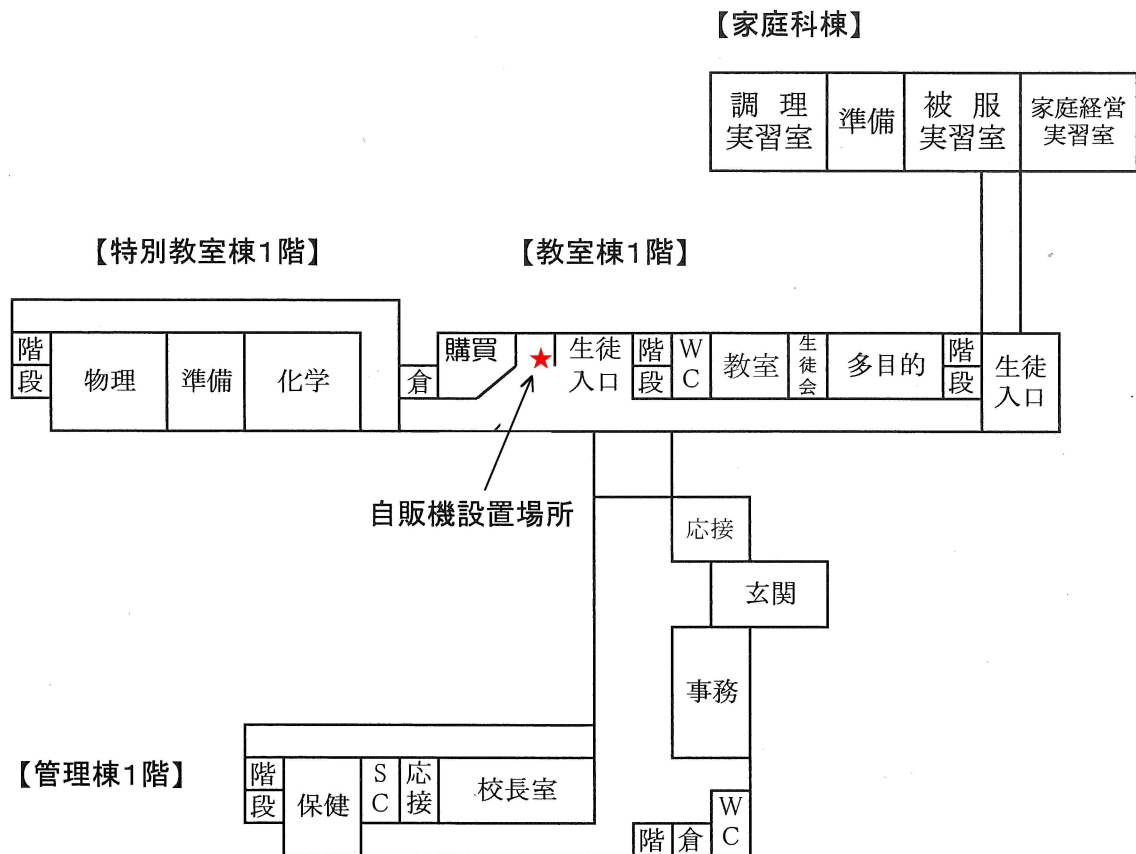 【家庭科棟】
調理
実習室
準備
被服
実習室
家庭経営
実習室
【特別教室棟1階】
【教室棟1階】
階
段
物理
準備
化学
倉
購買
★
生徒
入口
階
段
W
C
教室
生
徒
会
多目的
階
段
生徒
入口
自販機設置場所
応接
玄関
事務
【管理棟1階】
階
段
保健
S
C
応
接
校長室
階
倉
W
C